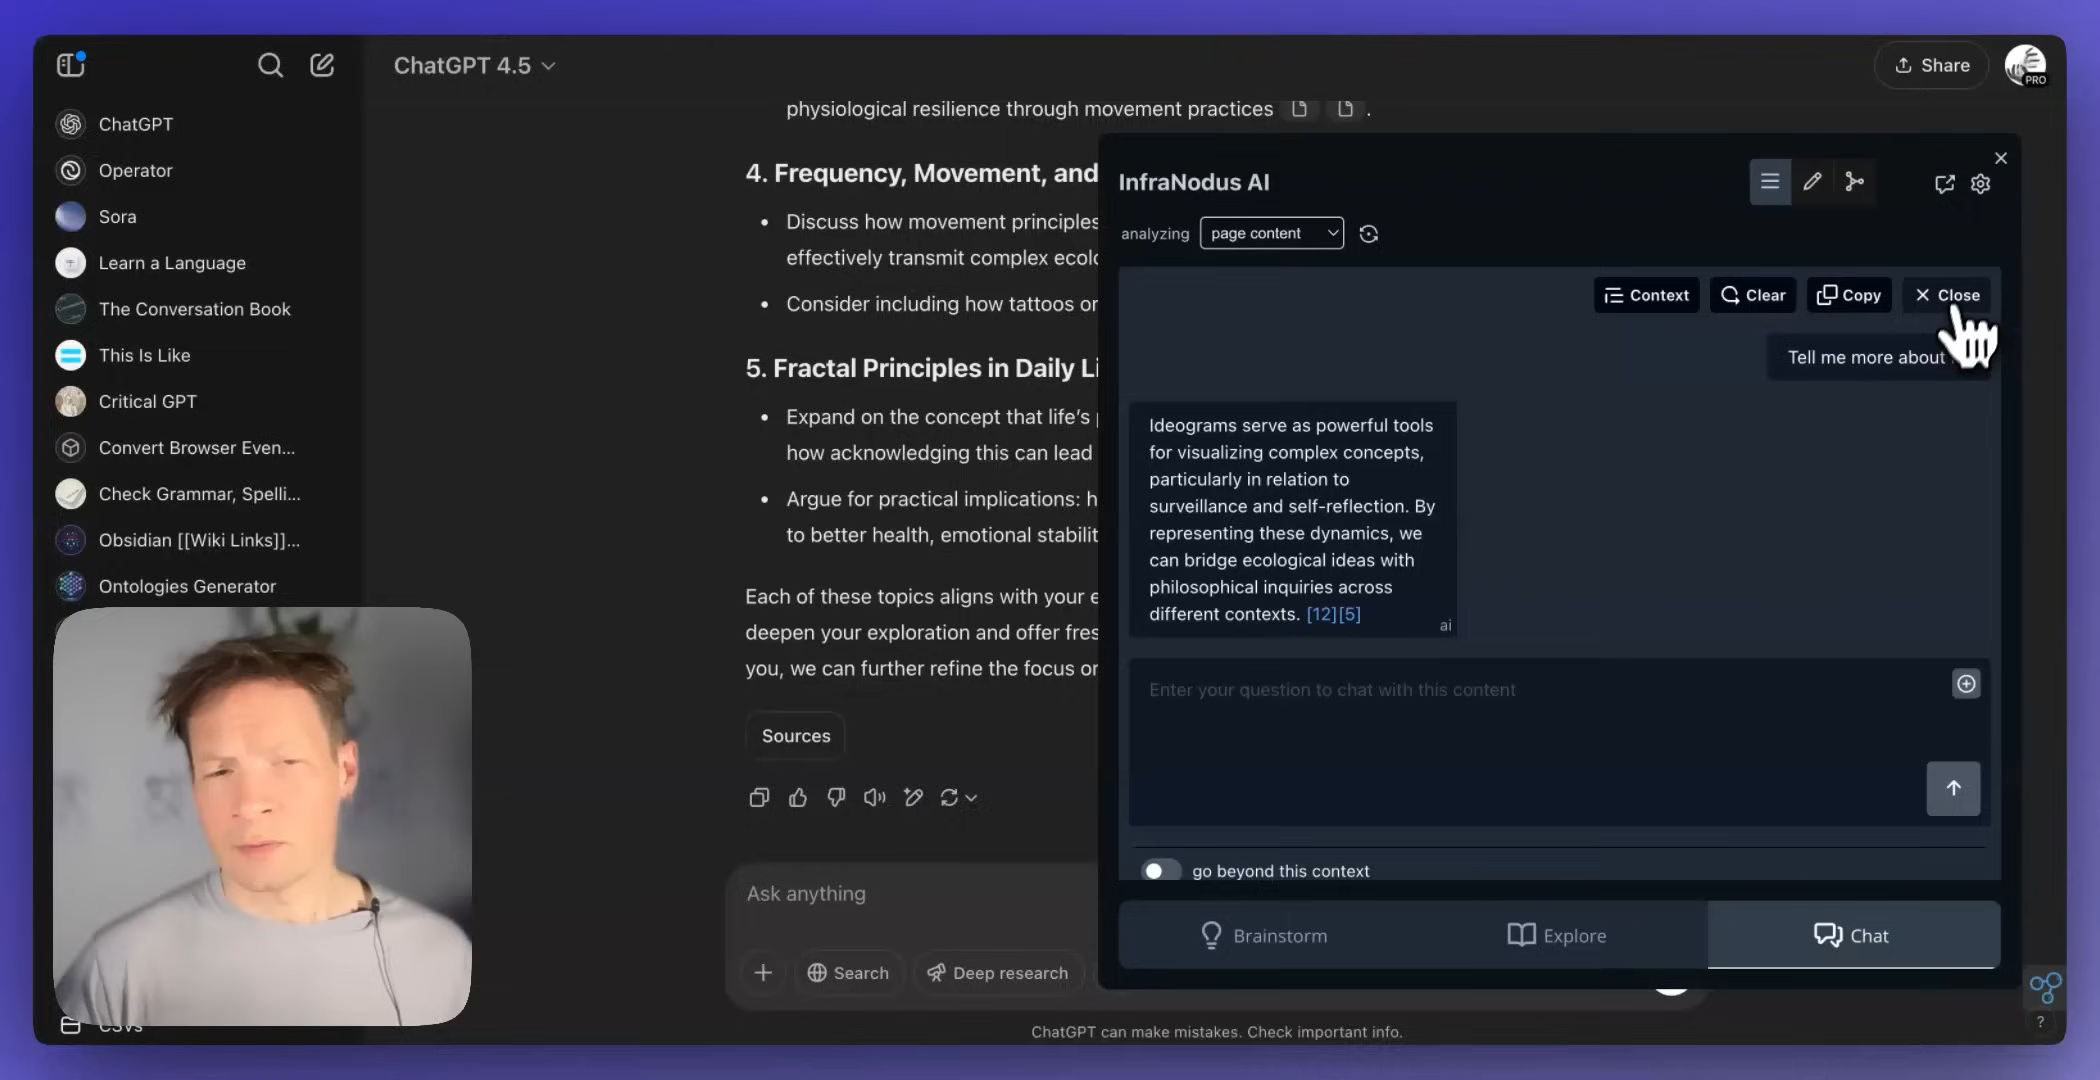 ChatGPT 4.5
Share
PRO
ChatGPT
Operator
Sora
Learn a Language
The Conversation Book
This Is Like
Critical GPT
Convert Browser Even...
Check Grammar, Spelli...
Obsidian [[Wiki Links]]...
Ontologies Generator
CSVs
physiological resilience through movement practices .
4. Frequency, Movement, and
• Discuss how movement principles
effectively transmit complex ecolo
• Consider including how tattoos or
5. Fractal Principles in Daily Li
• Expand on the concept that life’s p
how acknowledging this can lead
• Argue for practical implications: h
to better health, emotional stabilit
Each of these topics aligns with your e
deepen your exploration and offer fres
you, we can further refine the focus or
Sources
Ask anything
Search
Deep research
ChatGPT can make mistakes. Check important info.
InfraNodus AI
analyzing
page content
Context
Clear
Copy
Close
Tell me more about
Ideograms serve as powerful tools
for visualizing complex concepts,
particularly in relation to
surveillance and self-reflection. By
representing these dynamics, we
can bridge ecological ideas with
philosophical inquiries across
different contexts. [12][5]
ai
Enter your question to chat with this content
go beyond this context
Brainstorm
Explore
Chat
?